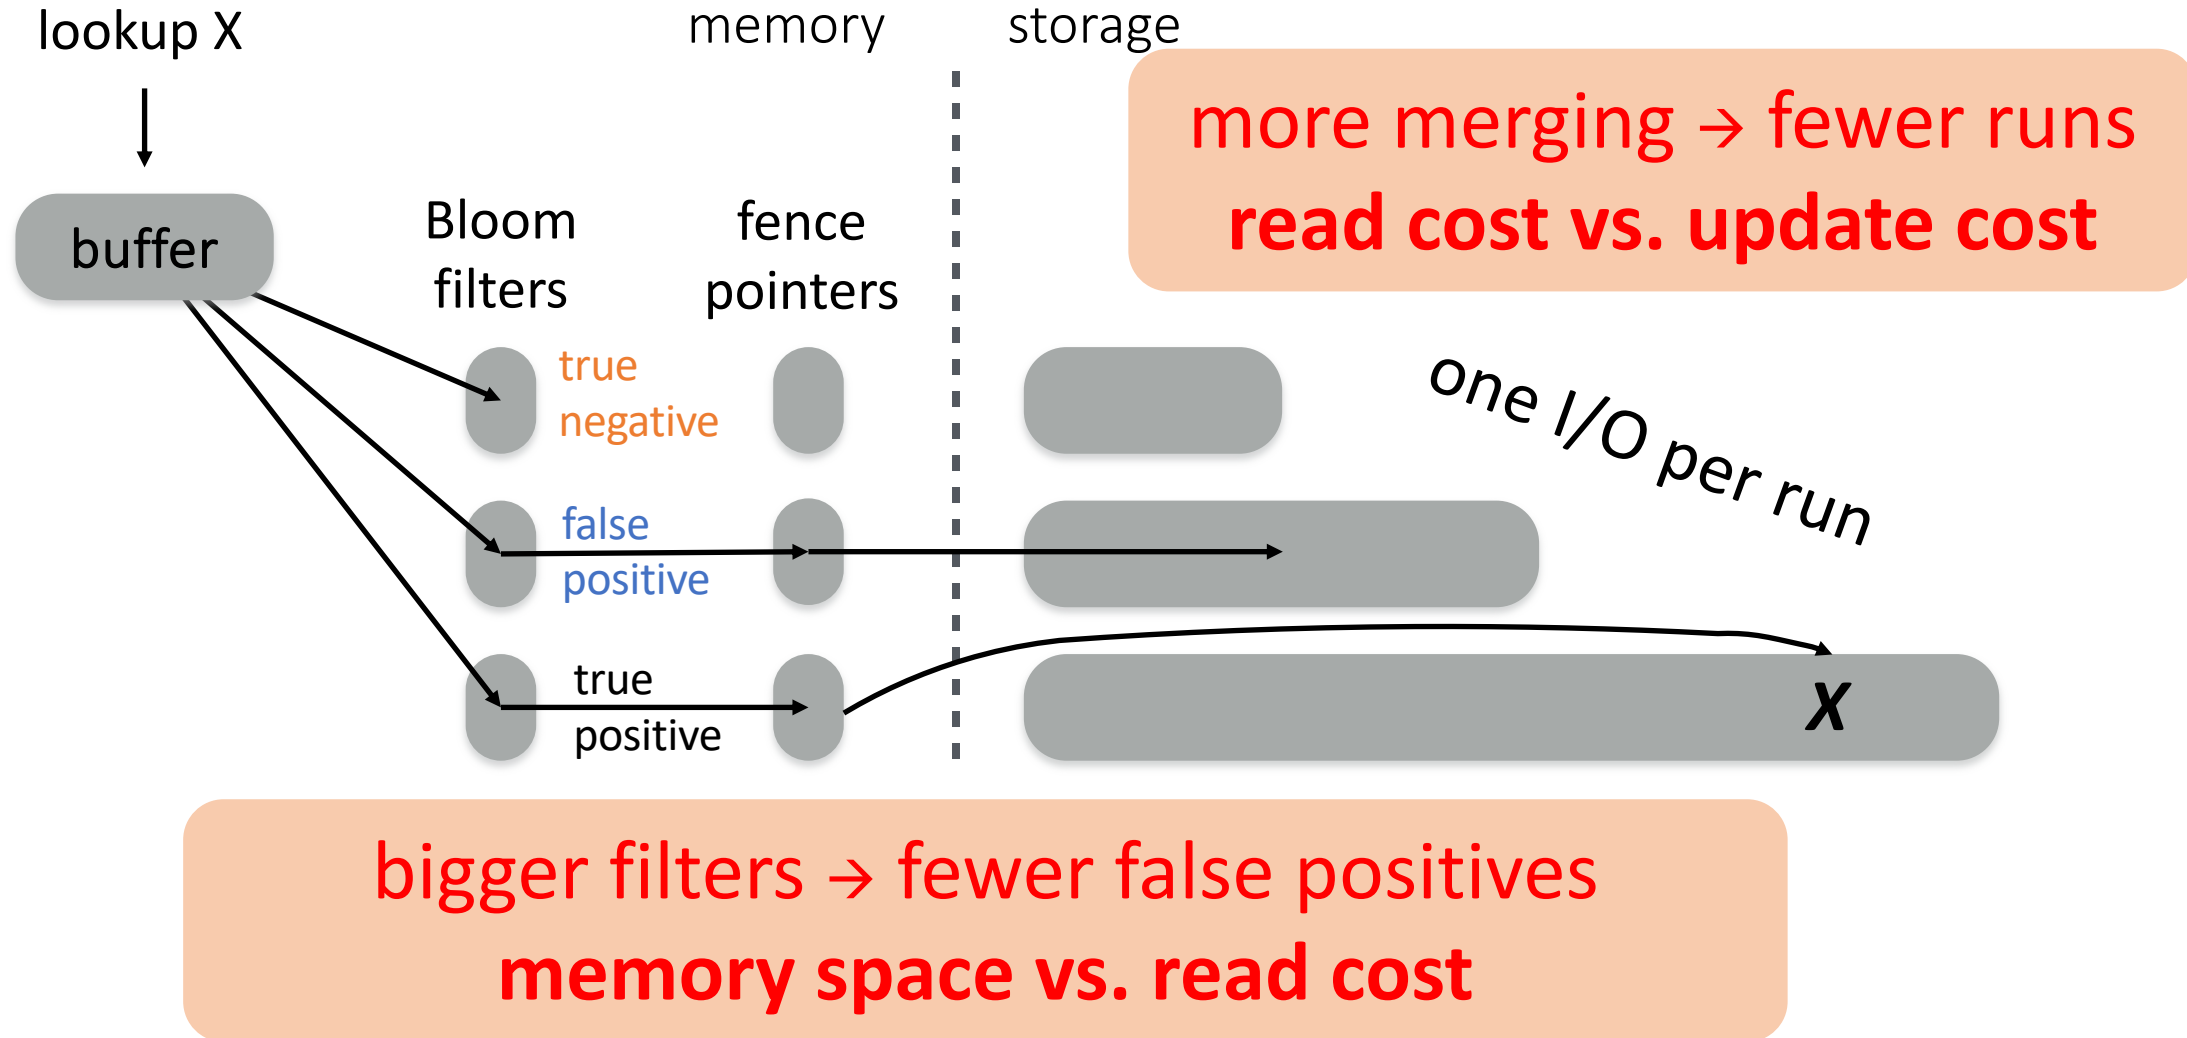 lookup X
memory
storage
more merging → fewer runs
read cost vs. update cost
buffer
Bloom
filters
fence
pointers
true
negative
one I/O per run
false
positive
true
positive
X
bigger filters → fewer false positives
memory space vs. read cost